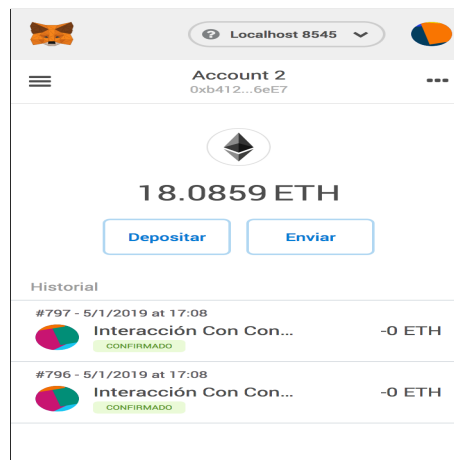 Localhost 8545
Account 2
0xb412...6eE7
18.0859 ETH
Depositar
Enviar
Historial
#797 - 5/1/2019 at 17:08
Interacción Con Con...
-0 ETH
CONFIRMADO
#796 - 5/1/2019 at 17:08
Interacción Con Con...
-0 ETH
CONFIRMADO